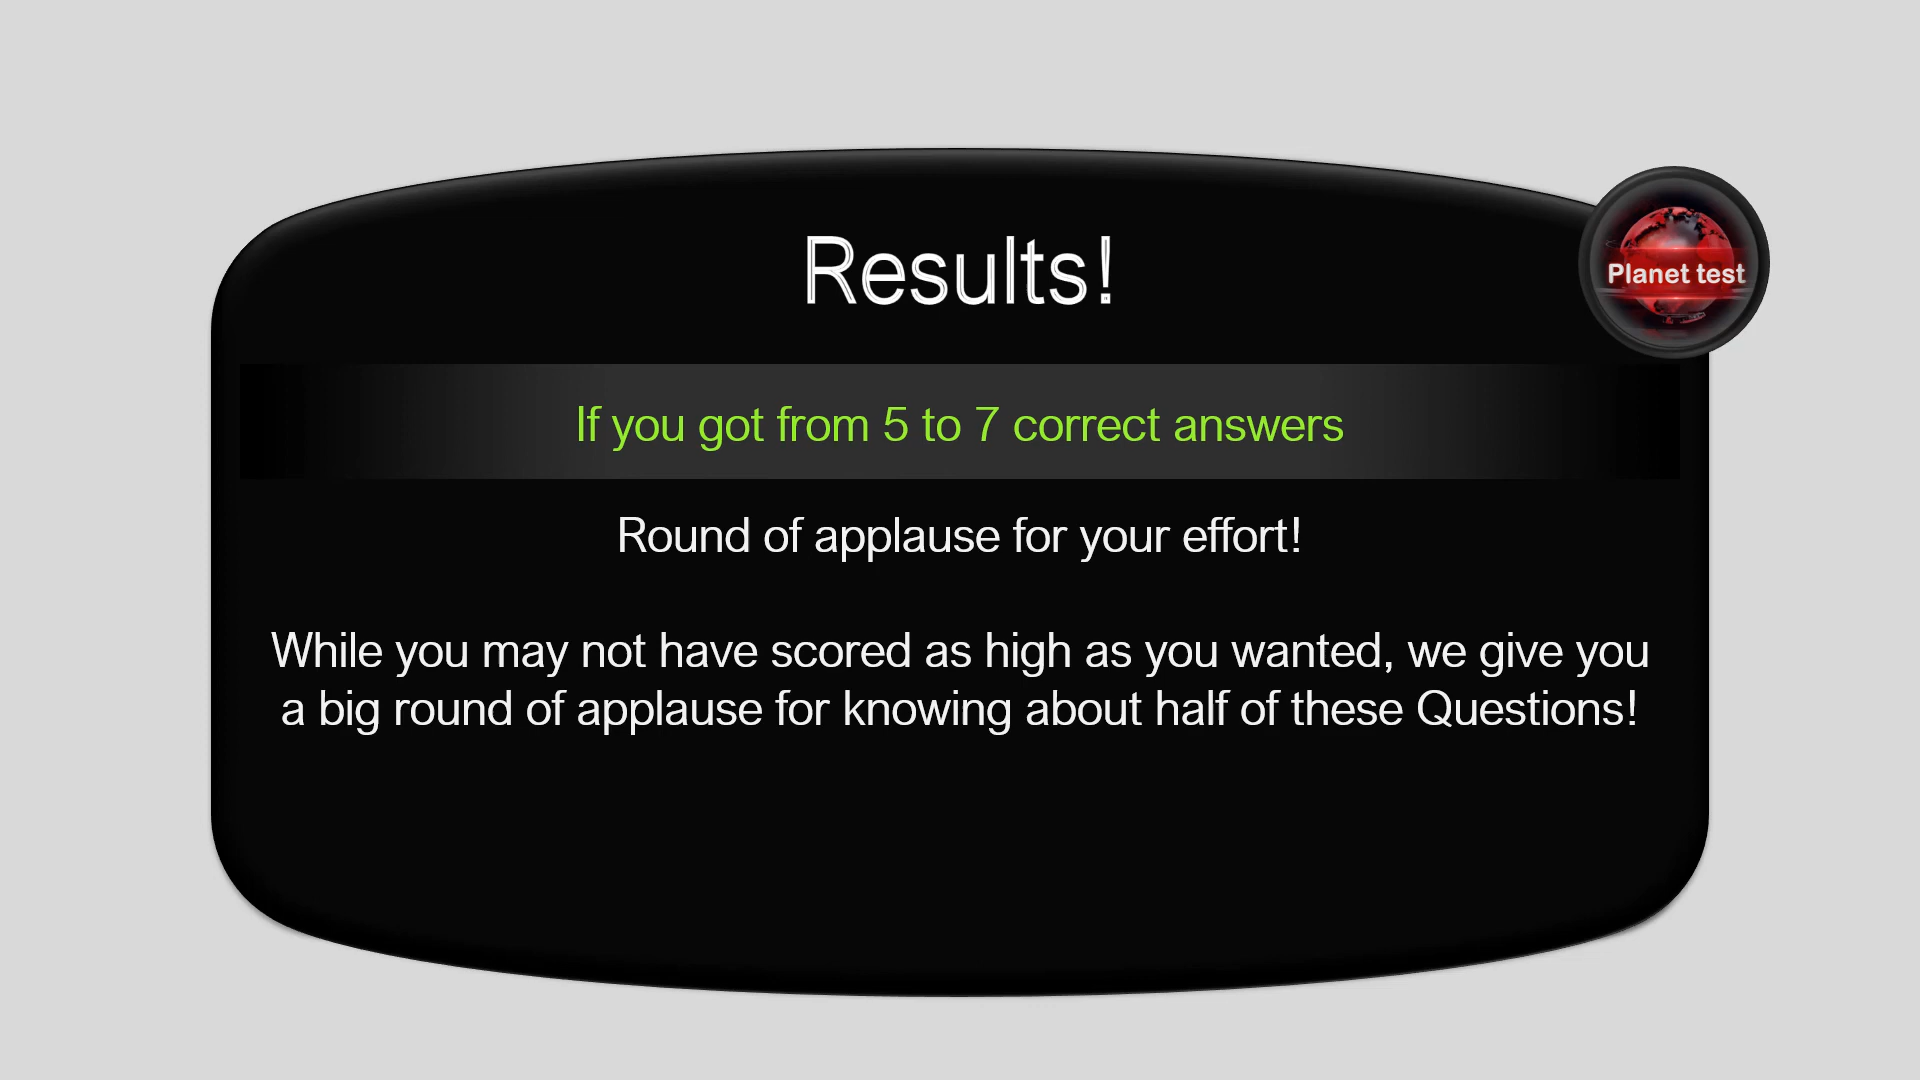 Results!
Planet test
If you got from 5 to 7 correct answers
Round of applause for your effort!
While you may not have scored as high as you wanted, we give you
a big round of applause for knowing about half of these Questions!